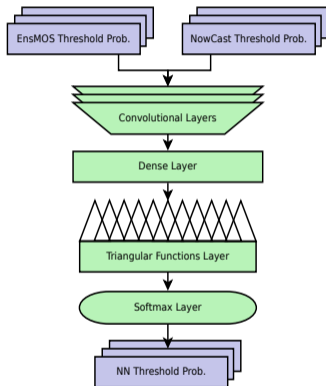 EnsMOS Threshold Prob.
NowCast Threshold Prob.
Convolutional Layers
Dense Layer
Triangular Functions Layer
Softmax Layer
NN Threshold Prob.